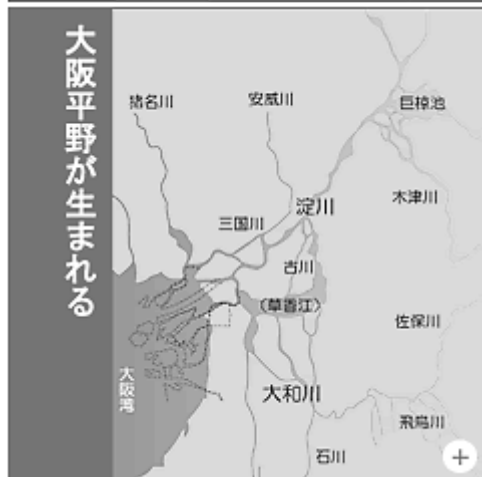 大阪平野が生まれる
猪名川
安威川
巨椋池
木津川
淀川
三国川
古川
（草香江）
佐保川
大阪湾
大和川
飛鳥川
石川